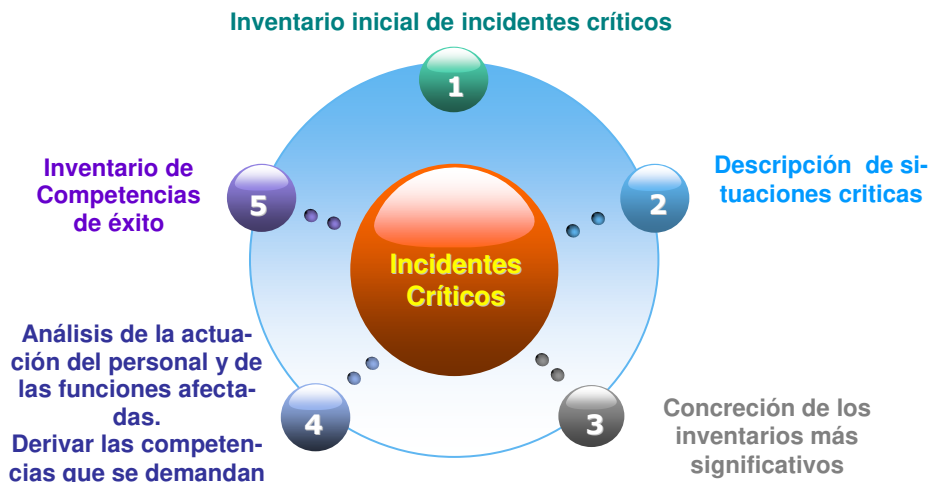 Inventario inicial de incidentes críticos
1
Descripción de si-
tuaciones criticas
2
Concreción de los
inventarios más
significativos
3
Análisis de la actua-
ción del personal y de
las funciones afecta-
das.
Derivar las competen-
cias que se demandan
4
Inventario de
Competencias
de éxito
5
Incidentes
Críticos